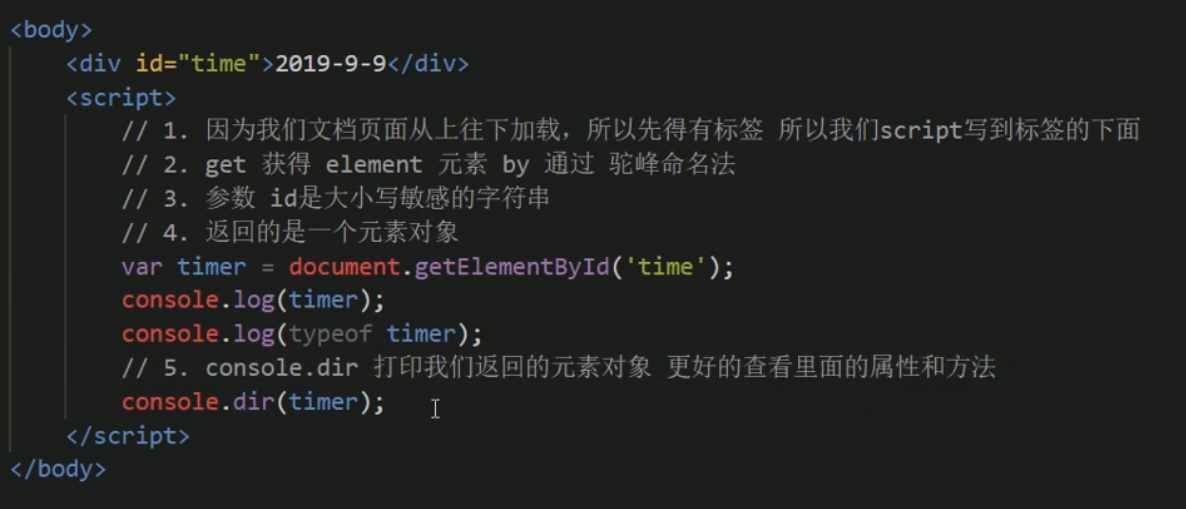 <body>
<div id="time">2019-9-9</div>
<script>
// 1. 因为我们文档页面从上往下加载，所以先得有标签 所以我们script写到标签的下面
// 2. get 获得 element 元素 by 通过 驼峰命名法
// 3. 参数 id是大小写敏感的字符串
// 4. 返回的是一个元素对象
var timer = document.getElementById('time');
console.log(timer);
console.log(typeof timer);
// 5. console.dir 打印我们返回的元素对象 更好的查看里面的属性和方法
console.dir(timer);
</script>
</body>